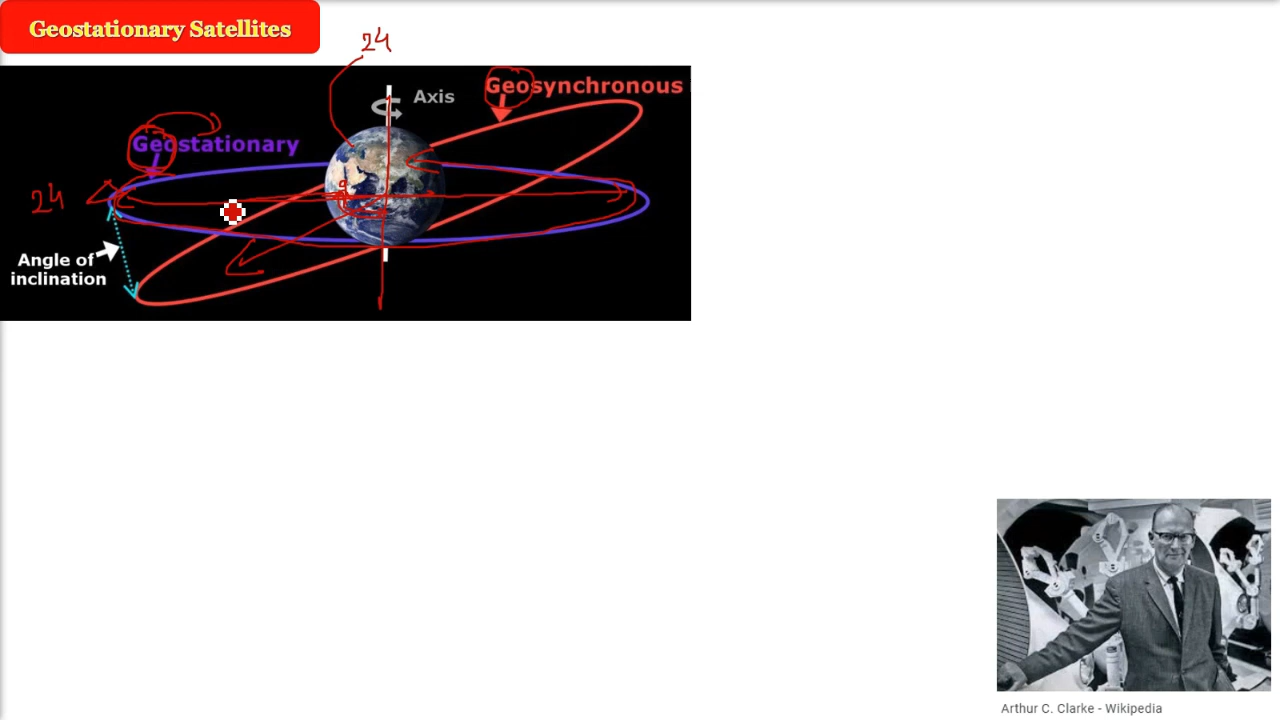 Geostationary Satellites
24
Axis
Geosynchronous
Geostationary
24
Angle of
inclination
Arthur C. Clarke - Wikipedia